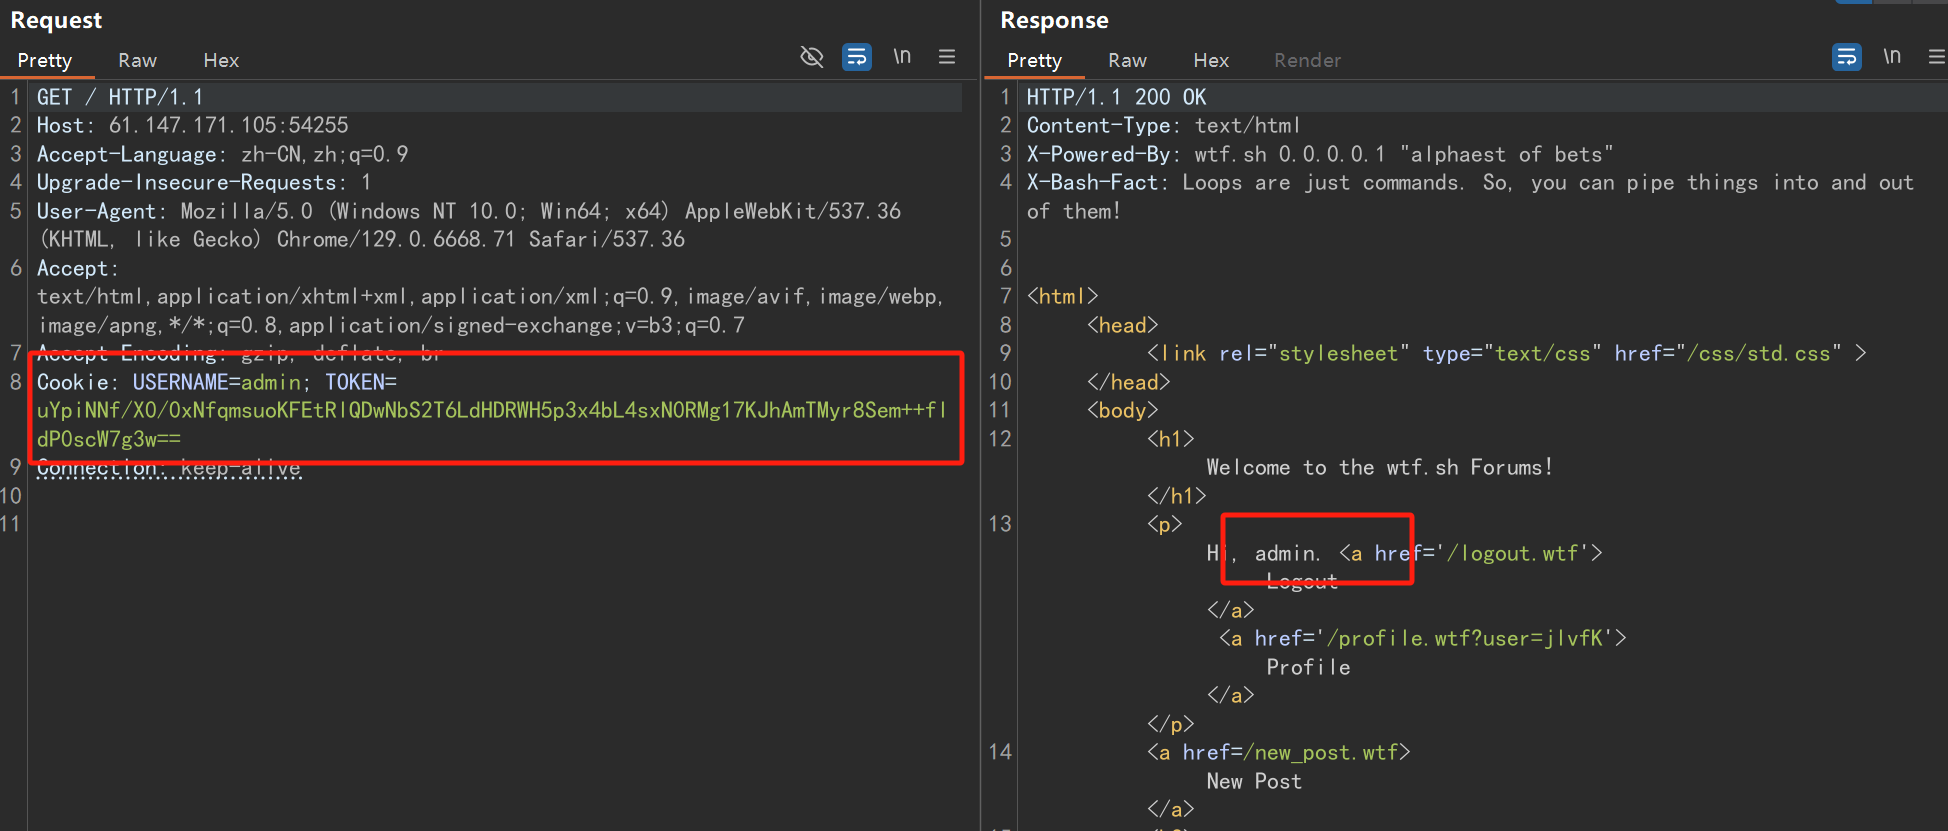 Request
Pretty Raw Hex \n
1 GET / HTTP/1.1
2 Host: 61.147.171.105:54255
3 Accept-Language: zh-CN,zh;q=0.9
4 Upgrade-Insecure-Requests: 1
5 User-Agent: Mozilla/5.0 (Windows NT 10.0; Win64; x64) AppleWebKit/537.36
(KHTML, like Gecko) Chrome/129.0.6668.71 Safari/537.36
6 Accept:
text/html,application/xhtml+xml,application/xml;q=0.9,image/avif,image/webp,
image/apng,*/*;q=0.8,application/signed-exchange;v=b3;q=0.7
7 Accept-Encoding: gzip, deflate, br
8 Cookie: USERNAME=admin; TOKEN=
uYpiNNf/X0/0xNfqmsuoKFEtRlQDwNbS2T6LdHDRWH5p3x4bL4sxN0RMg17KJhAmTMyr8Sem++fl
dP0scW7g3w==
9 Connection: keep-alive
10
11
Response
Pretty Raw Hex Render \n
1 HTTP/1.1 200 OK
2 Content-Type: text/html
3 X-Powered-By: wtf.sh 0.0.0.0.1 "alphaest of bets"
4 X-Bash-Fact: Loops are just commands. So, you can pipe things into and out
of them!
5
6
7 <html>
8 <head>
9 <link rel="stylesheet" type="text/css" href="/css/std.css" >
10 </head>
11 <body>
12 <h1>
Welcome to the wtf.sh Forums!
</h1>
13 <p>
Hi, admin. <a href='/logout.wtf'>
Logout
</a>
<a href='/profile.wtf?user=jlvfK'>
Profile
</a>
</p>
14 <a href=/new_post.wtf>
New Post
</a>